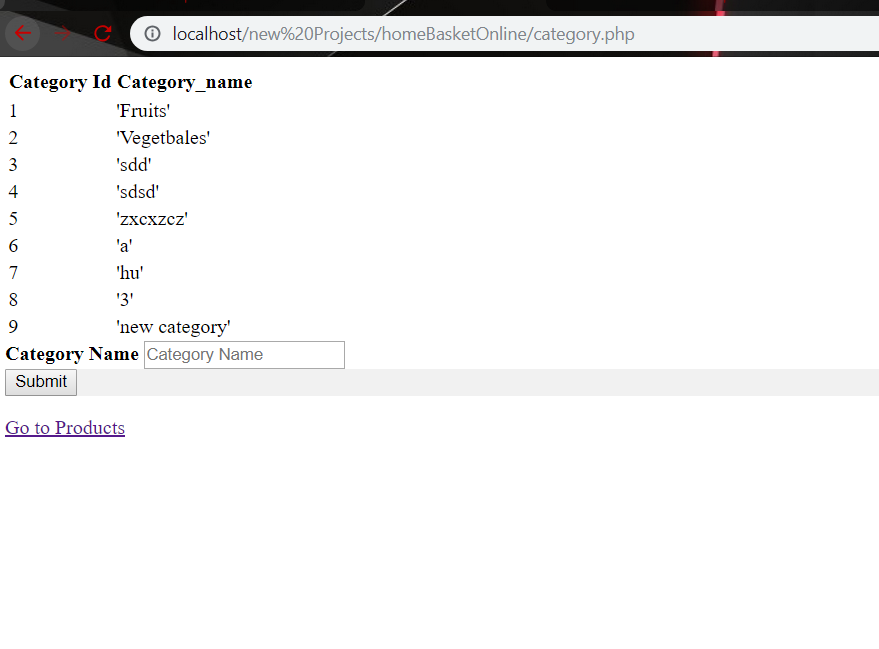 localhost/new%20Projects/homeBasketOnline/category.php
Category Id Category_name
1 'Fruits'
2 'Vegetbales'
3 'sdd'
4 'sdsd'
5 'zxcxzcz'
6 'a'
7 'hu'
8 '3'
9 'new category'
Category Name Category Name
Submit
Go to Products